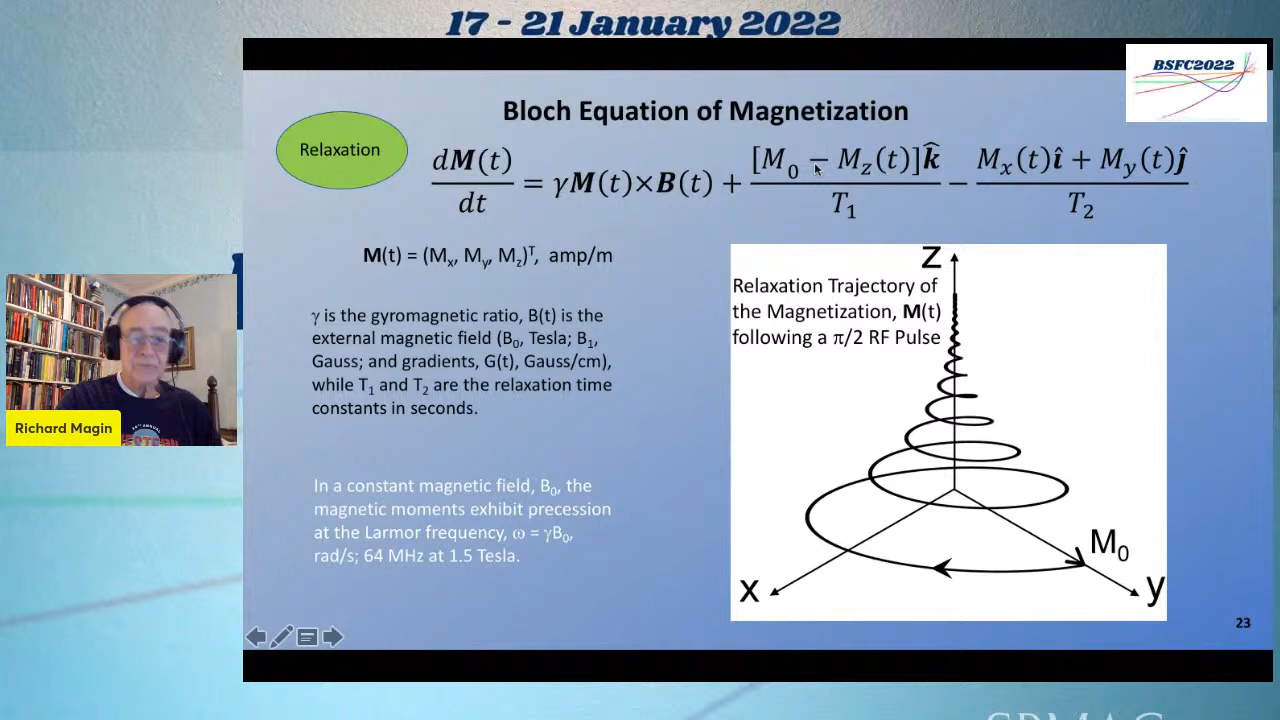 17 - 21 January 2022
BSFC2022
Bloch Equation of Magnetization
Relaxation
d𝑴(t)/dt = γ𝑴(t)×𝑩(t) + [M₀ − M_z(t)]k̂/T₁ − (Mₓ(t)î + M_y(t)ĵ)/T₂
M(t) = (Mx, My, Mz)ᵀ, amp/m
γ is the gyromagnetic ratio, B(t) is the
external magnetic field (B₀, Tesla; B₁,
Gauss; and gradients, G(t), Gauss/cm),
while T₁ and T₂ are the relaxation time
constants in seconds.
In a constant magnetic field, B₀, the
magnetic moments exhibit precession
at the Larmor frequency, ω = γB₀,
rad/s; 64 MHz at 1.5 Tesla.
z
Relaxation Trajectory of
the Magnetization, M(t)
following a π/2 RF Pulse
M₀
x
y
23
Richard Magin